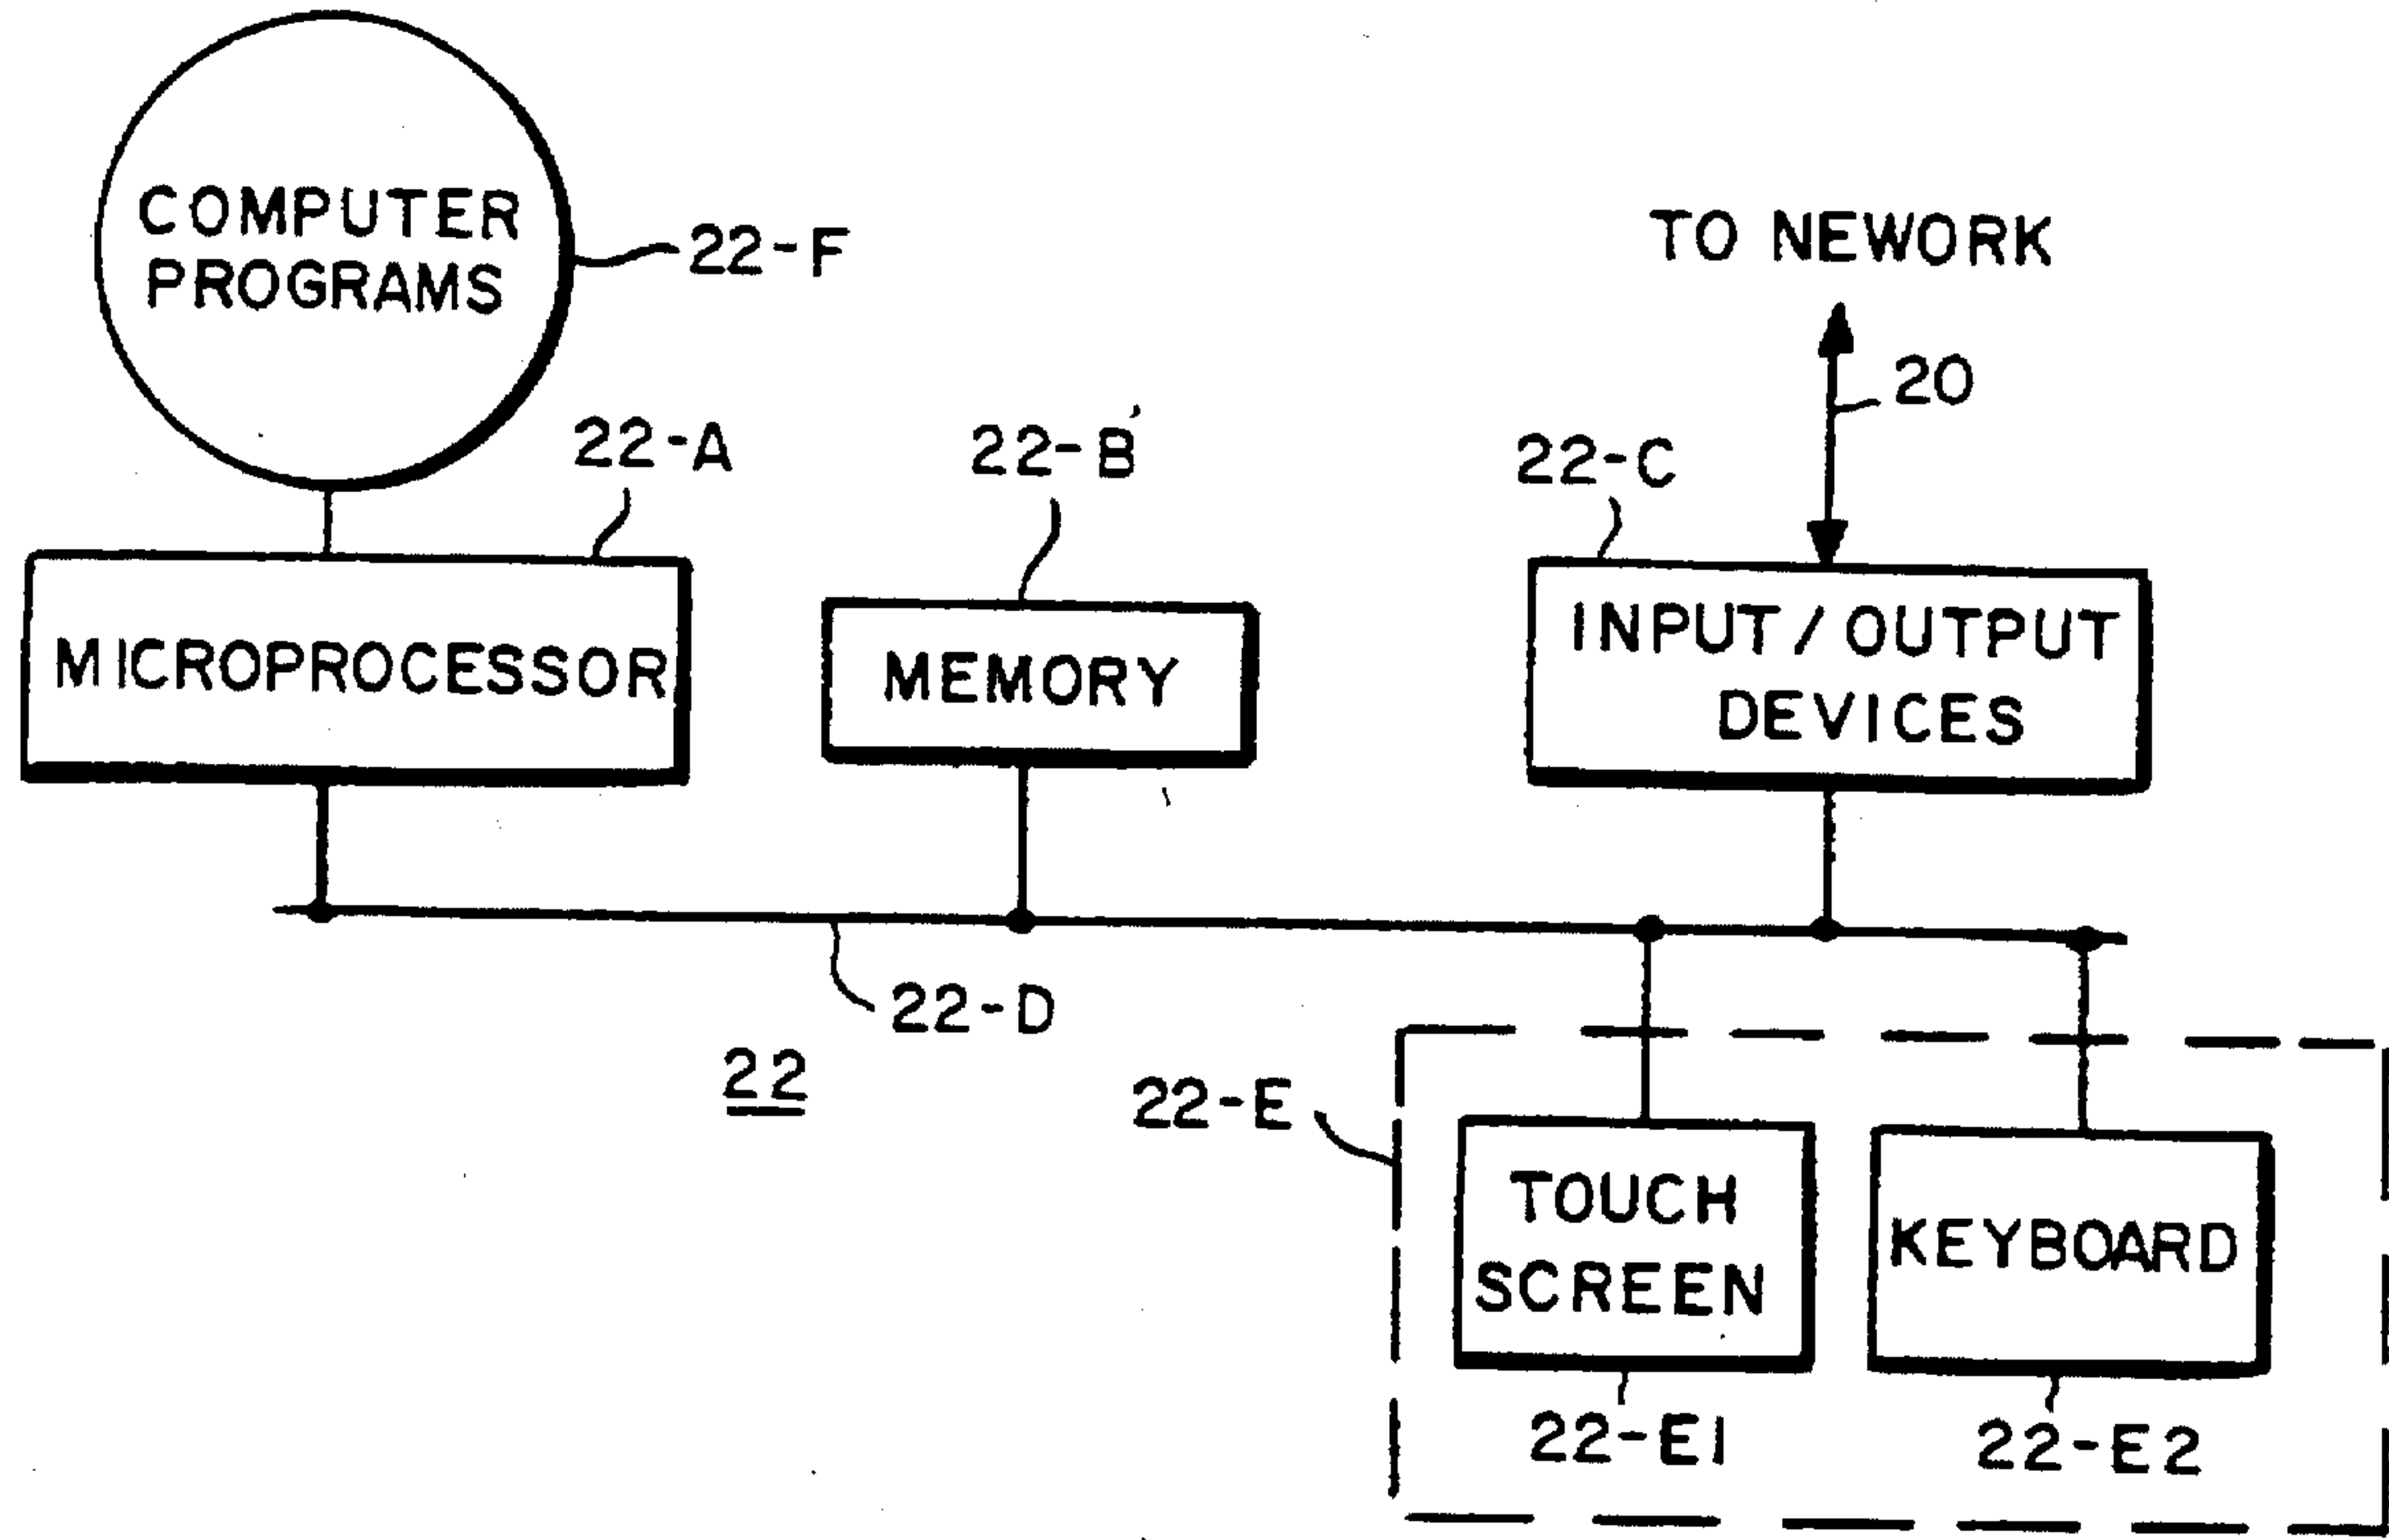 COMPUTER
PROGRAMS
22-F
TO NEWORK
20
22-A
22-B
22-C
MICROPROCESSOR
MEMORY
INPUT/OUTPUT
DEVICES
22-D
22
22-E
TOUCH
SCREEN
KEYBOARD
22-E1
22-E2